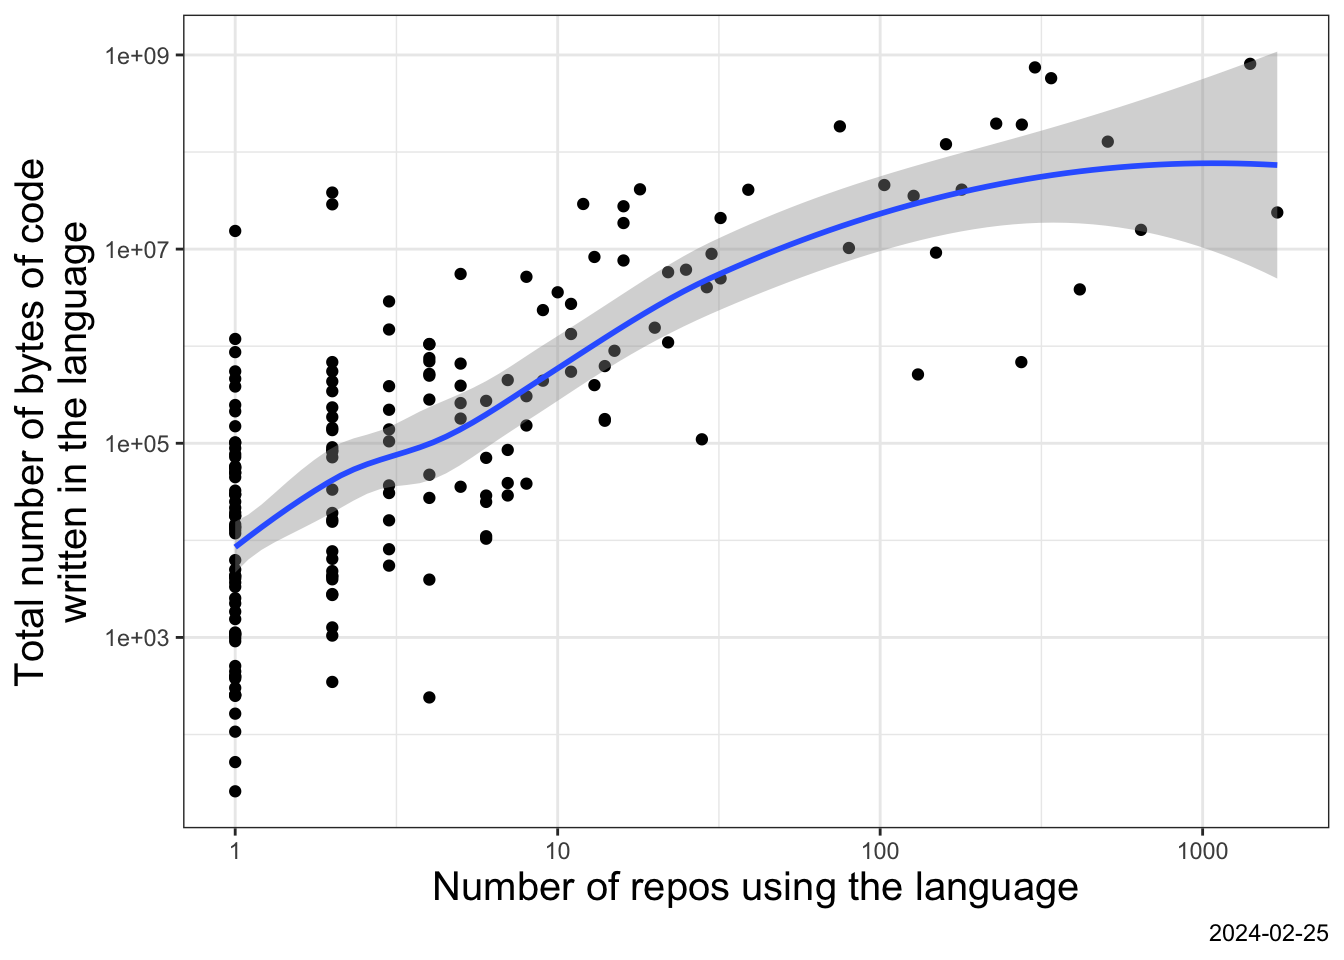 Total number of bytes of code
written in the language
1e+09
1e+07
1e+05
1e+03
1
10
100
1000
Number of repos using the language
2024-02-25